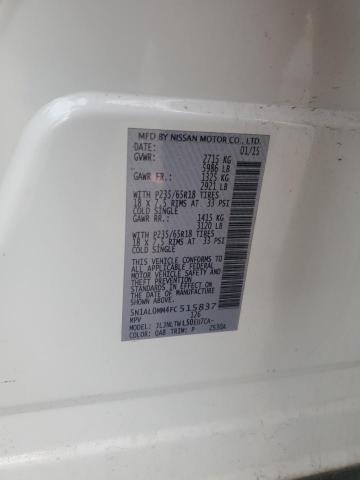 MFD BY NISSAN MOTOR CO., LTD.
01/15
GVWR: 2715 KG
5986 LB
GAWR FR.: 1325 KG
2921 LB
WITH P235/65R18 TIRES
18 X 7.5 RIMS AT 33 PSI
COLD SINGLE
GAWR RR.: 1415 KG
3120 LB
WITH P235/65R18 TIRES
18 X 7.5 RIMS AT 33 PSI
COLD SINGLE
THIS VEHICLE CONFORMS TO ALL APPLICABLE
FEDERAL MOTOR VEHICLE SAFETY
AND THEFT PREVENTION STANDARDS
IN EFFECT ON THE DATE OF
MANUFACTURE SHOWN ABOVE
5N1AL0MM4FC515837
MPV 126
MODEL:
COLOR: QAB TRIM: P 2530A